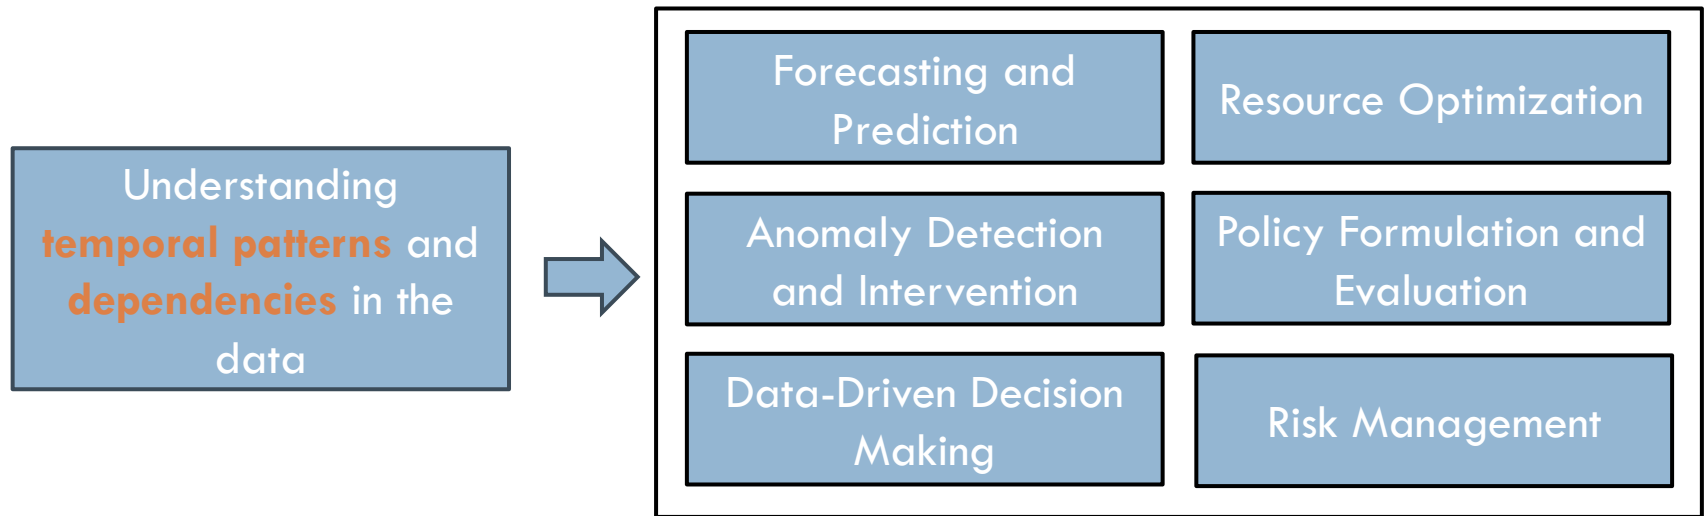 Understanding
temporal patterns and
dependencies in the
data
Forecasting and
Prediction
Resource Optimization
Anomaly Detection
and Intervention
Policy Formulation and
Evaluation
Data-Driven Decision
Making
Risk Management